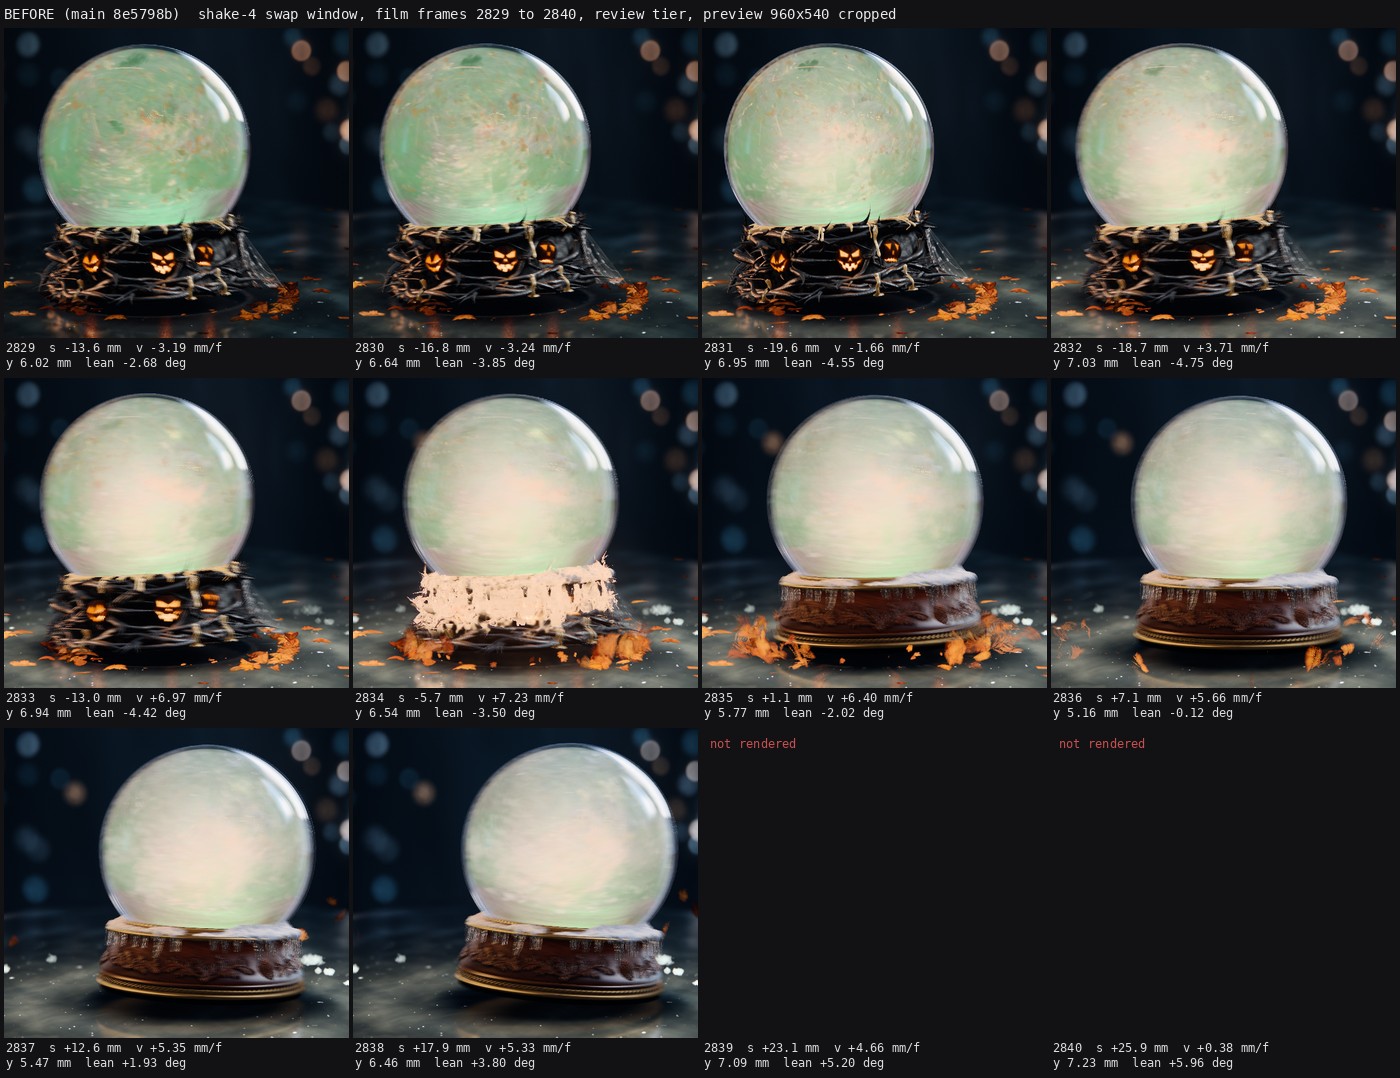 BEFORE (main 8e5798b)  shake-4 swap window, film frames 2829 to 2840, review tier, preview 960x540 cropped
2829  s -13.6 mm  v -3.19 mm/f
y 6.02 mm  lean -2.68 deg
2830  s -16.8 mm  v -3.24 mm/f
y 6.64 mm  lean -3.85 deg
2831  s -19.6 mm  v -1.66 mm/f
y 6.95 mm  lean -4.55 deg
2832  s -18.7 mm  v +3.71 mm/f
y 7.03 mm  lean -4.75 deg
2833  s -13.0 mm  v +6.97 mm/f
y 6.94 mm  lean -4.42 deg
2834  s -5.7 mm  v +7.23 mm/f
y 6.54 mm  lean -3.50 deg
2835  s +1.1 mm  v +6.40 mm/f
y 5.77 mm  lean -2.02 deg
2836  s +7.1 mm  v +5.66 mm/f
y 5.16 mm  lean -0.12 deg
not rendered
not rendered
2837  s +12.6 mm  v +5.35 mm/f
y 5.47 mm  lean +1.93 deg
2838  s +17.9 mm  v +5.33 mm/f
y 6.46 mm  lean +3.80 deg
2839  s +23.1 mm  v +4.66 mm/f
y 7.09 mm  lean +5.20 deg
2840  s +25.9 mm  v +0.38 mm/f
y 7.23 mm  lean +5.96 deg